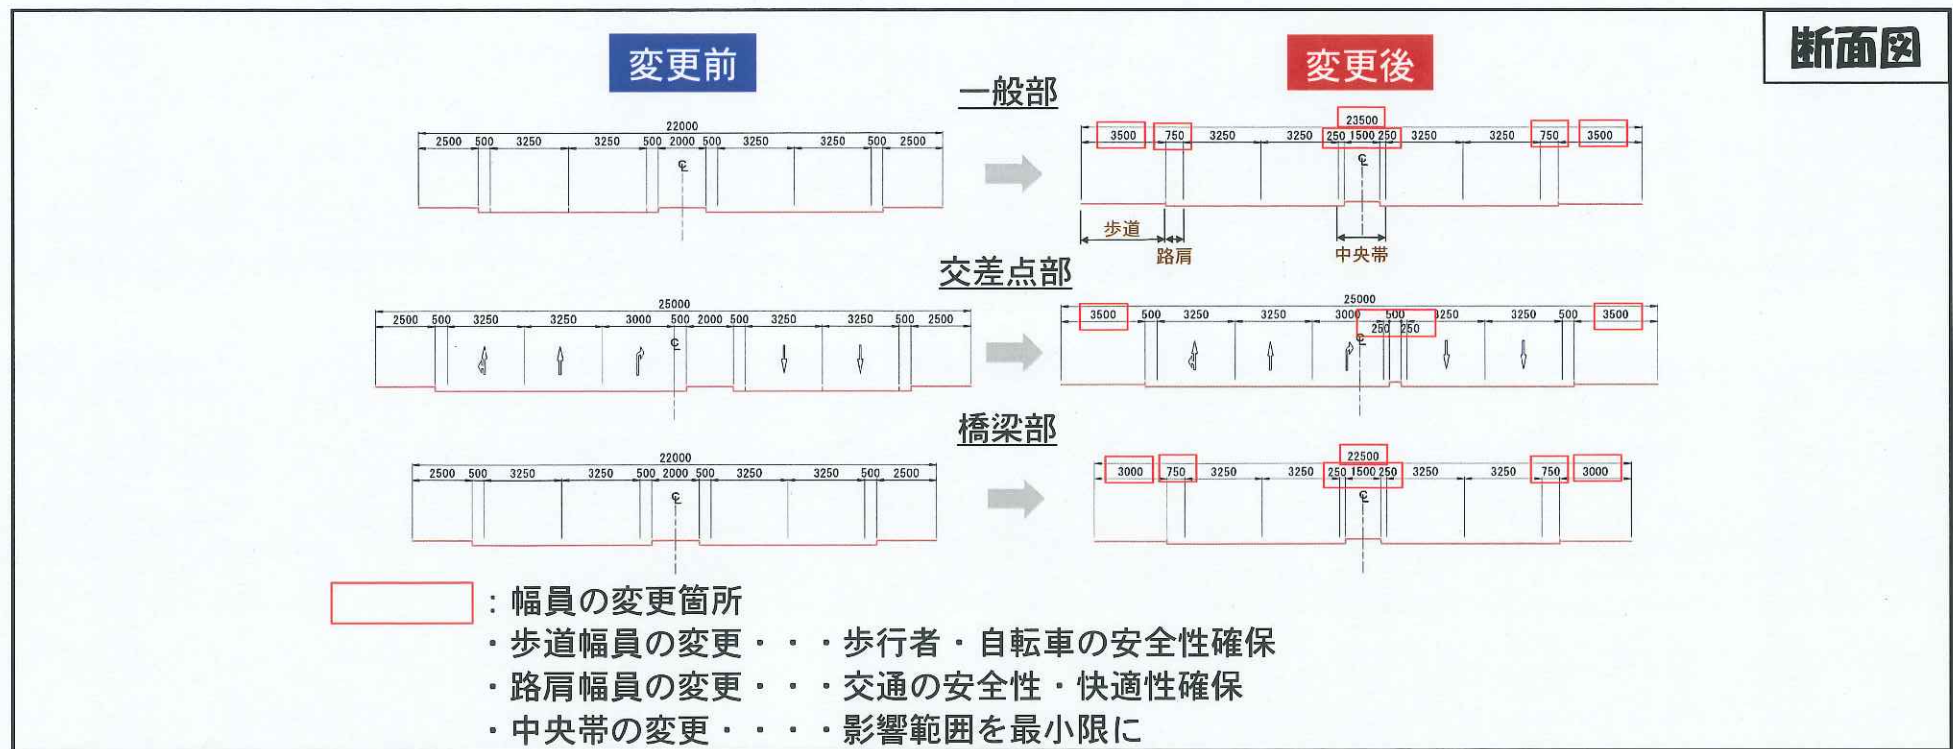 断面図
変更前
変更後
一般部
22000
2500 500 3250 3250 500 2000 500 3250 3250 500 2500
23500
3500 750 3250 3250 250 1500 250 3250 3250 750 3500
歩道
路肩
中央帯
交差点部
25000
2500 500 3250 3250 3000 500 2000 500 3250 3250 500 2500
25000
3500 500 3250 3250 3000 500 3250 3250 500 3500
250 250
橋梁部
22000
2500 500 3250 3250 500 2000 500 3250 3250 500 2500
22500
3000 750 3250 3250 250 1500 250 3250 3250 750 3000
:幅員の変更箇所
・歩道幅員の変更・・・歩行者・自転車の安全性確保
・路肩幅員の変更・・・交通の安全性・快適性確保
・中央帯の変更・・・・影響範囲を最小限に